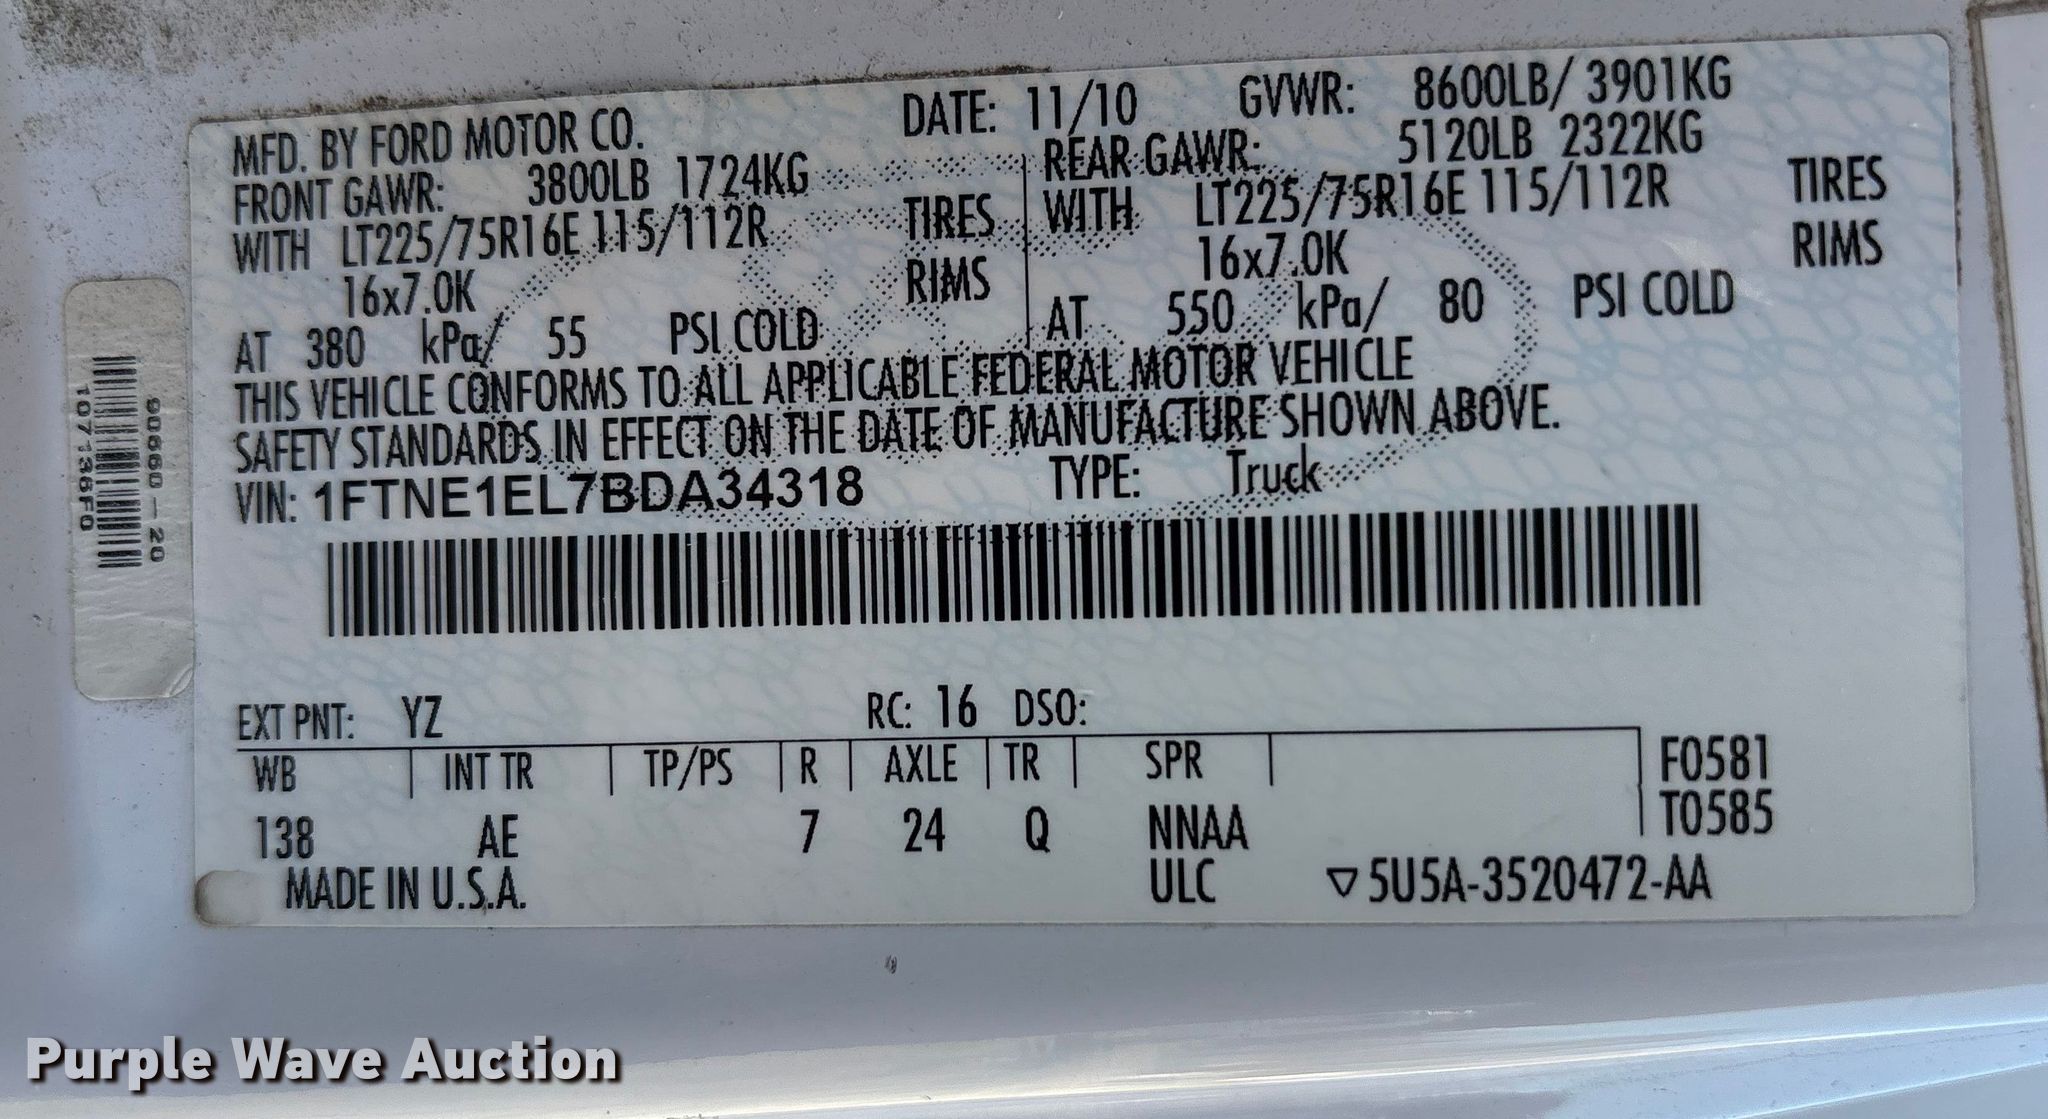 MFD. BY FORD MOTOR CO. DATE: 11/10 GVWR: 8600LB/ 3901KG
FRONT GAWR: 3800LB 1724KG REAR GAWR: 5120LB 2322KG
WITH LT225/75R16E 115/112R TIRES WITH LT225/75R16E 115/112R TIRES
16x7.0K RIMS 16x7.0K RIMS
AT 380 kPa/ 55 PSI COLD AT 550 kPa/ 80 PSI COLD
THIS VEHICLE CONFORMS TO ALL APPLICABLE FEDERAL MOTOR VEHICLE
SAFETY STANDARDS IN EFFECT ON THE DATE OF MANUFACTURE SHOWN ABOVE.
VIN: 1FTNE1EL7BDA34318 TYPE: Truck
EXT PNT: YZ RC: 16 DSO:
WB INT TR TP/PS R AXLE TR SPR F0581
138 AE 7 24 Q NNAA T0585
MADE IN U.S.A. ULC ▽5U5A-3520472-AA
90660-20
107136F0
Purple Wave Auction